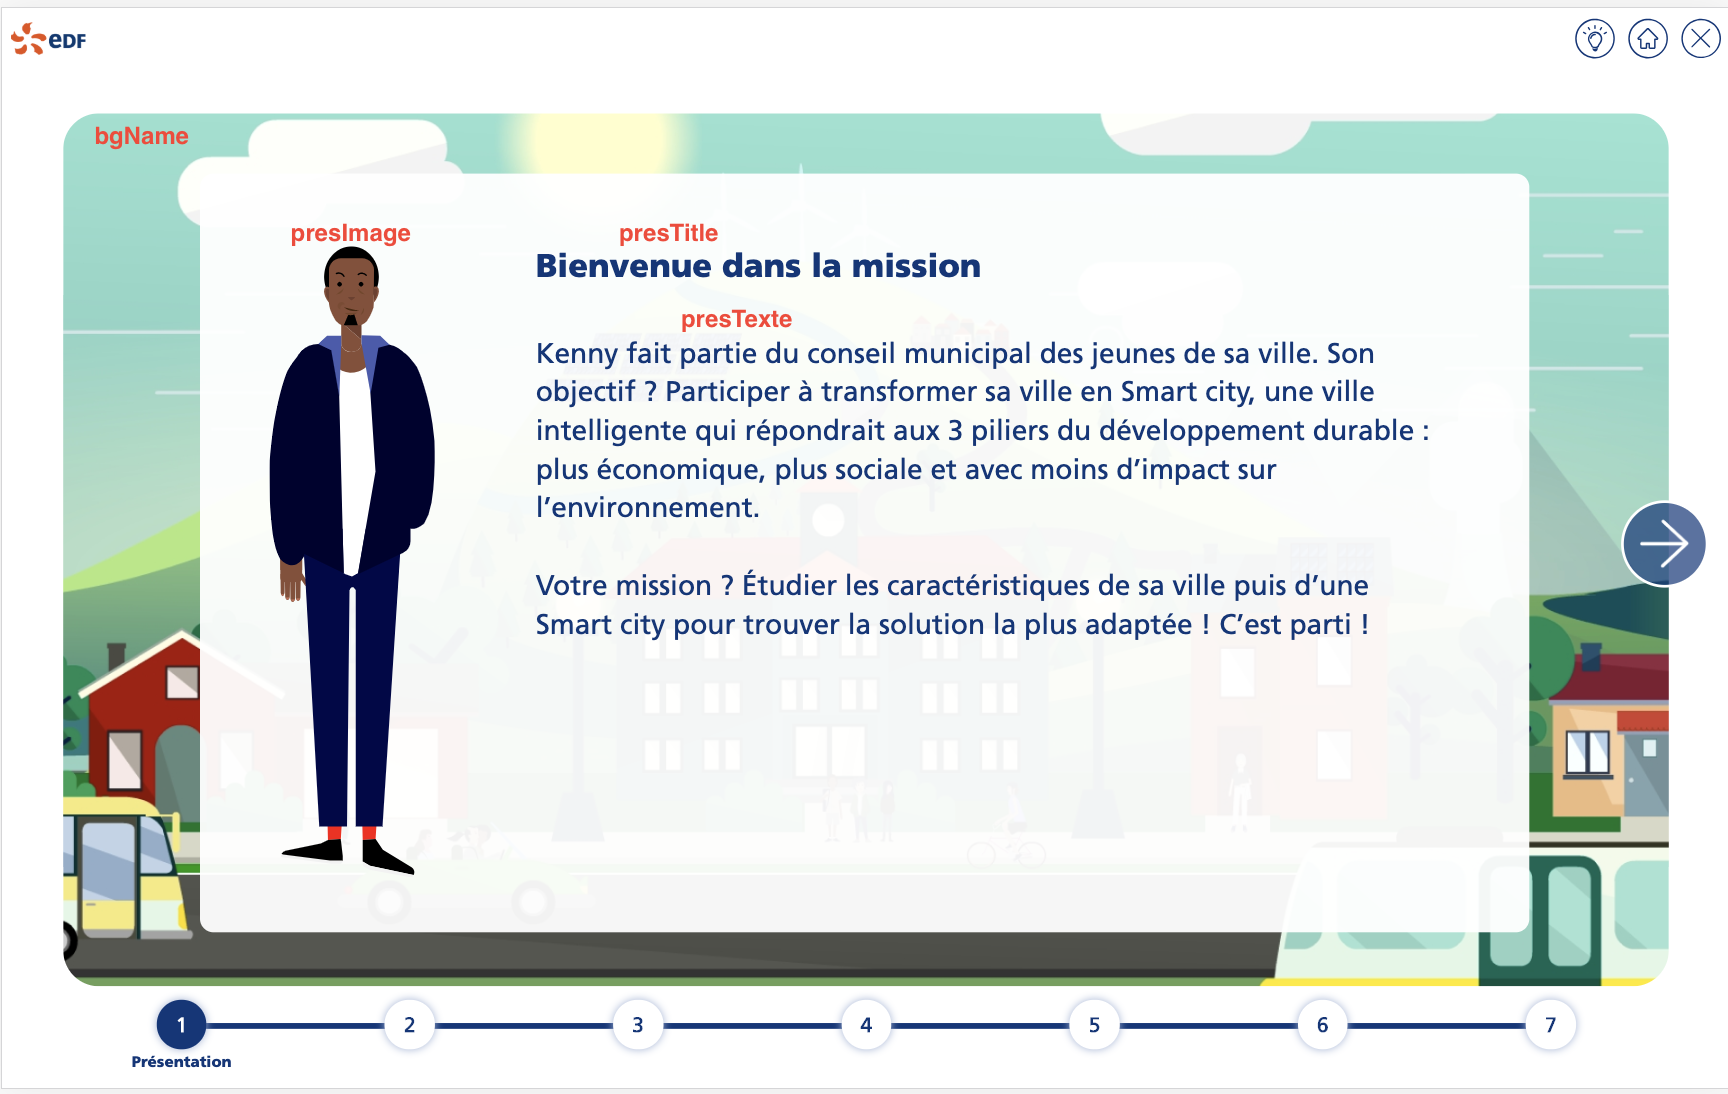 eDF
bgName
presImage
presTitle
Bienvenue dans la mission
presTexte
Kenny fait partie du conseil municipal des jeunes de sa ville. Son
objectif ? Participer à transformer sa ville en Smart city, une ville
intelligente qui répondrait aux 3 piliers du développement durable :
plus économique, plus sociale et avec moins d’impact sur
l’environnement.
Votre mission ? Étudier les caractéristiques de sa ville puis d’une
Smart city pour trouver la solution la plus adaptée ! C’est parti !
1
2
3
4
5
6
7
Présentation